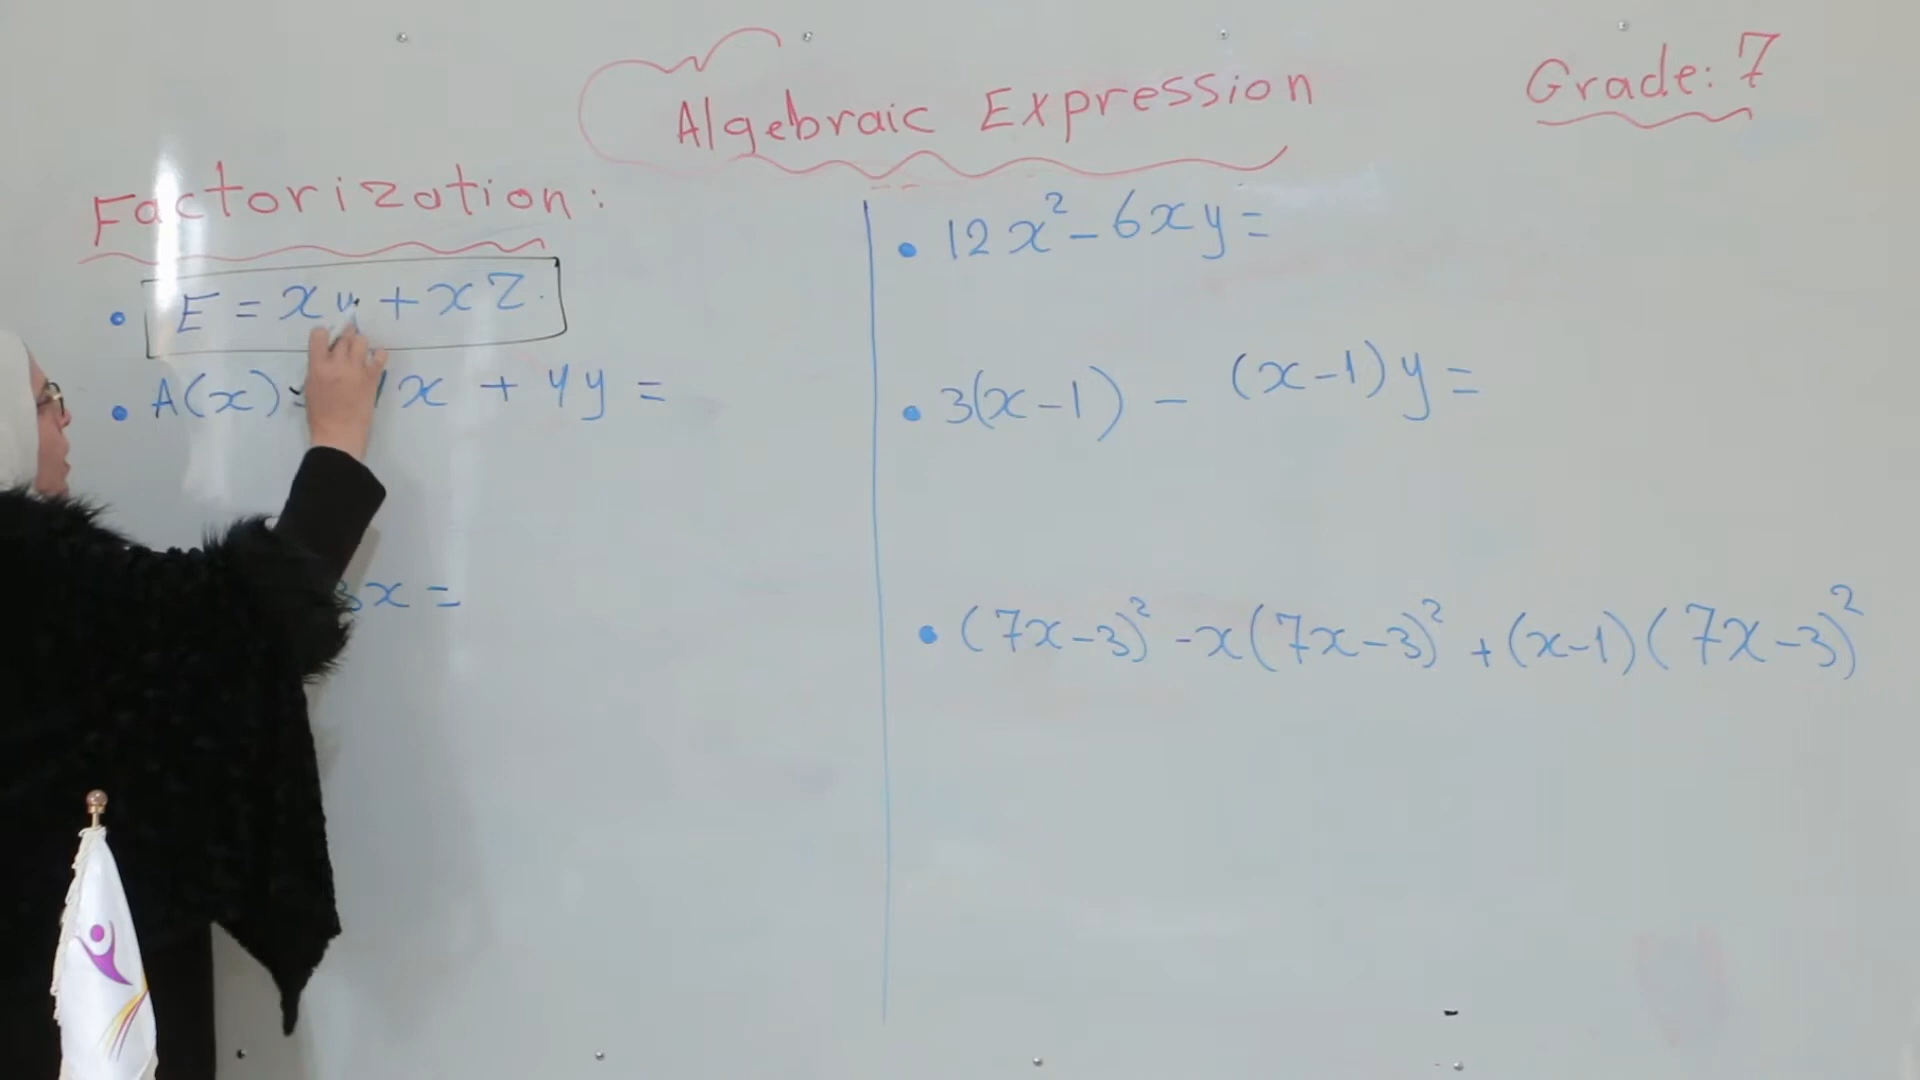 Algebraic Expression
Grade: 7
Factorization:
• E = xy + xz.
• A(x) = x + 4y =
3x =
• 12x² - 6xy =
• 3(x-1) - (x-1)y =
• (7x-3)² - x(7x-3)² + (x-1)(7x-3)²